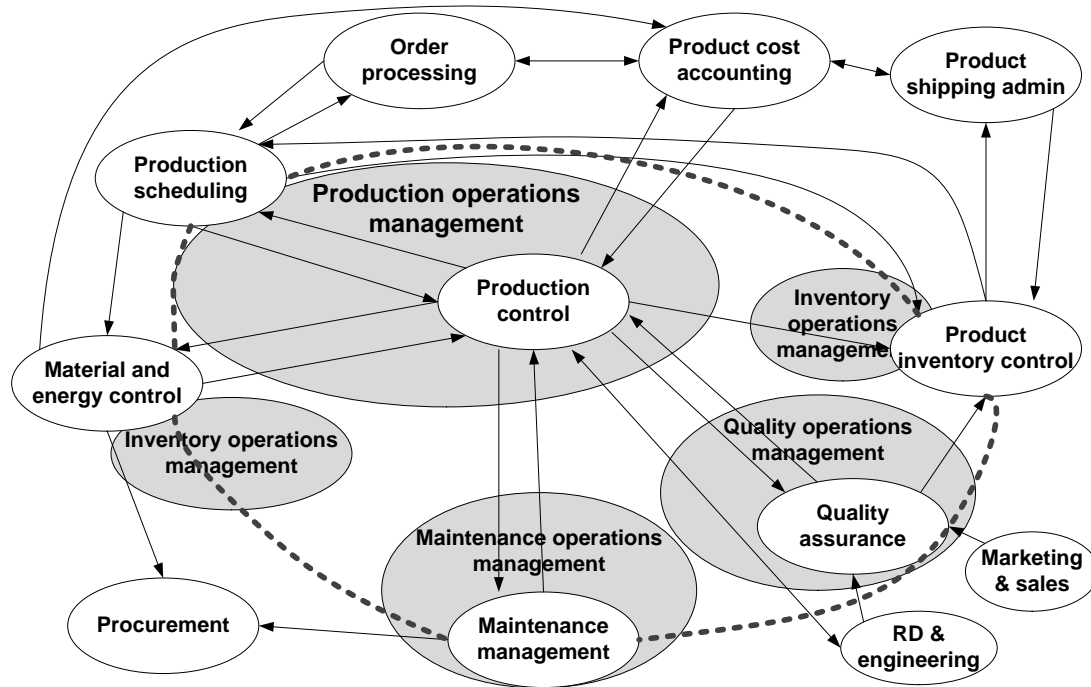 Order
processing
Product cost
accounting
Product
shipping admin
Production
scheduling
Production operations
management
Production
control
Inventory
operations
management
Product
inventory control
Material and
energy control
Inventory operations
management
Quality operations
management
Quality
assurance
Maintenance operations
management
Marketing
& sales
Procurement
Maintenance
management
RD &
engineering